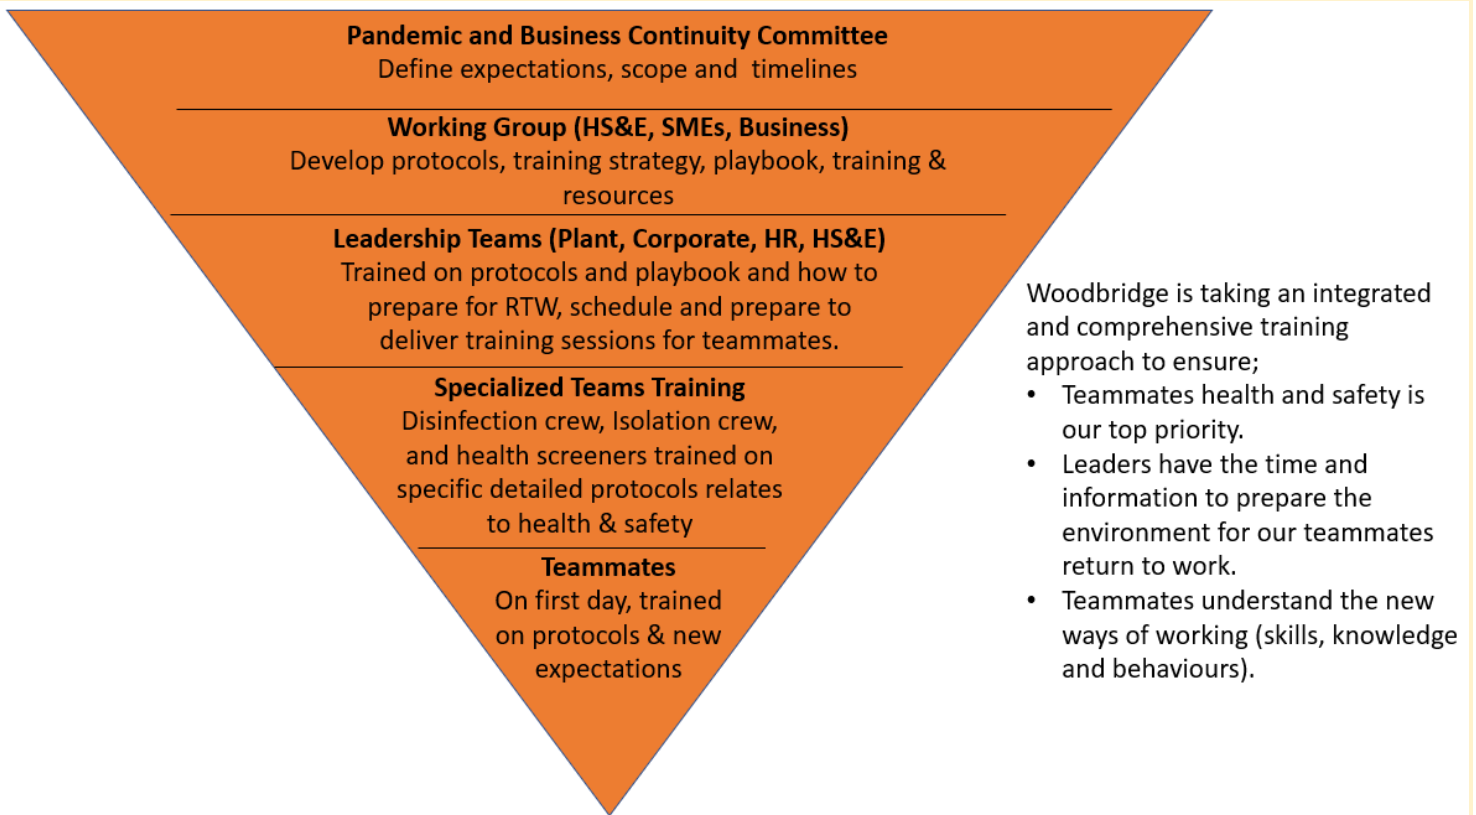 Pandemic and Business Continuity Committee
Define expectations, scope and timelines
Working Group (HS&E, SMEs, Business)
Develop protocols, training strategy, playbook, training &
resources
Leadership Teams (Plant, Corporate, HR, HS&E)
Trained on protocols and playbook and how to
prepare for RTW, schedule and prepare to
deliver training sessions for teammates.
Specialized Teams Training
Disinfection crew, Isolation crew,
and health screeners trained on
specific detailed protocols relates
to health & safety
Teammates
On first day, trained
on protocols & new
expectations
Woodbridge is taking an integrated
and comprehensive training
approach to ensure;
• Teammates health and safety is
our top priority.
• Leaders have the time and
information to prepare the
environment for our teammates
return to work.
• Teammates understand the new
ways of working (skills, knowledge
and behaviours).